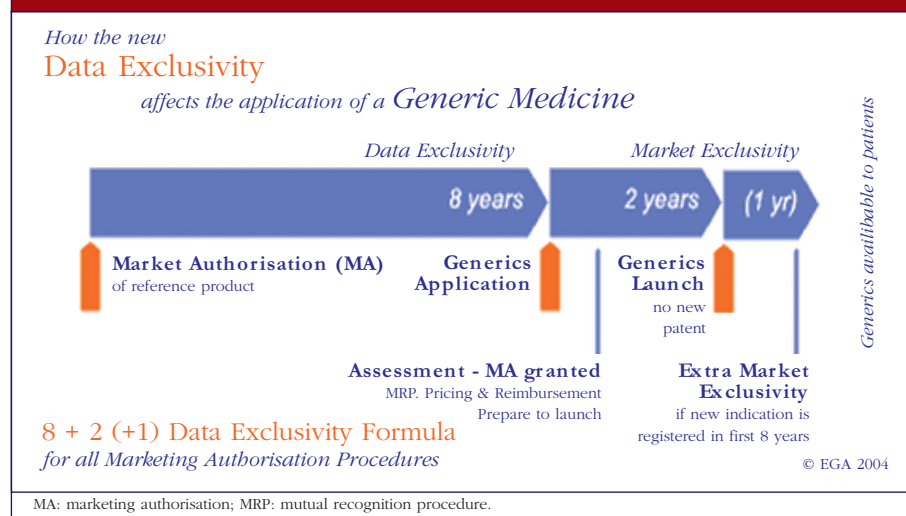 How the new
Data Exclusivity
affects the application of a Generic Medicine
Data Exclusivity
Market Exclusivity
8 years
2 years
(1 yr)
Generics availibable to patients
Market Authorisation (MA)
of reference product
Generics
Application
Generics
Launch
no new
patent
Assessment - MA granted
MRP. Pricing & Reimbursement
Prepare to launch
Extra Market
Exclusivity
if new indication is
registered in first 8 years
8 + 2 (+1) Data Exclusivity Formula
for all Marketing Authorisation Procedures
© EGA 2004
MA: marketing authorisation; MRP: mutual recognition procedure.